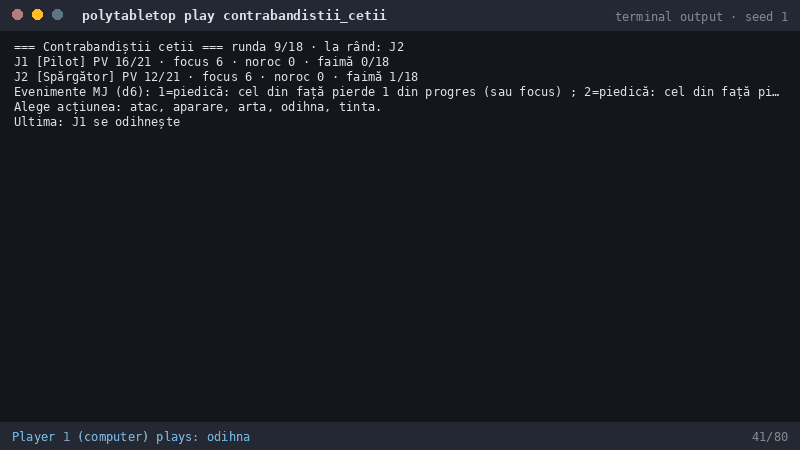 polytabletop play contrabandistii_cetii
terminal output · seed 1
=== Contrabandiștii cetii === runda 9/18 · la rând: J2
J1 [Pilot] PV 16/21 · focus 6 · noroc 0 · faimă 0/18
J2 [Spărgător] PV 12/21 · focus 6 · noroc 0 · faimă 1/18
Evenimente MJ (d6): 1=piedică: cel din față pierde 1 din progres (sau focus) ; 2=piedică: cel din față pi…
Alege acțiunea: atac, aparare, arta, odihna, tinta.
Ultima: J1 se odihnește
Player 1 (computer) plays: odihna
41/80